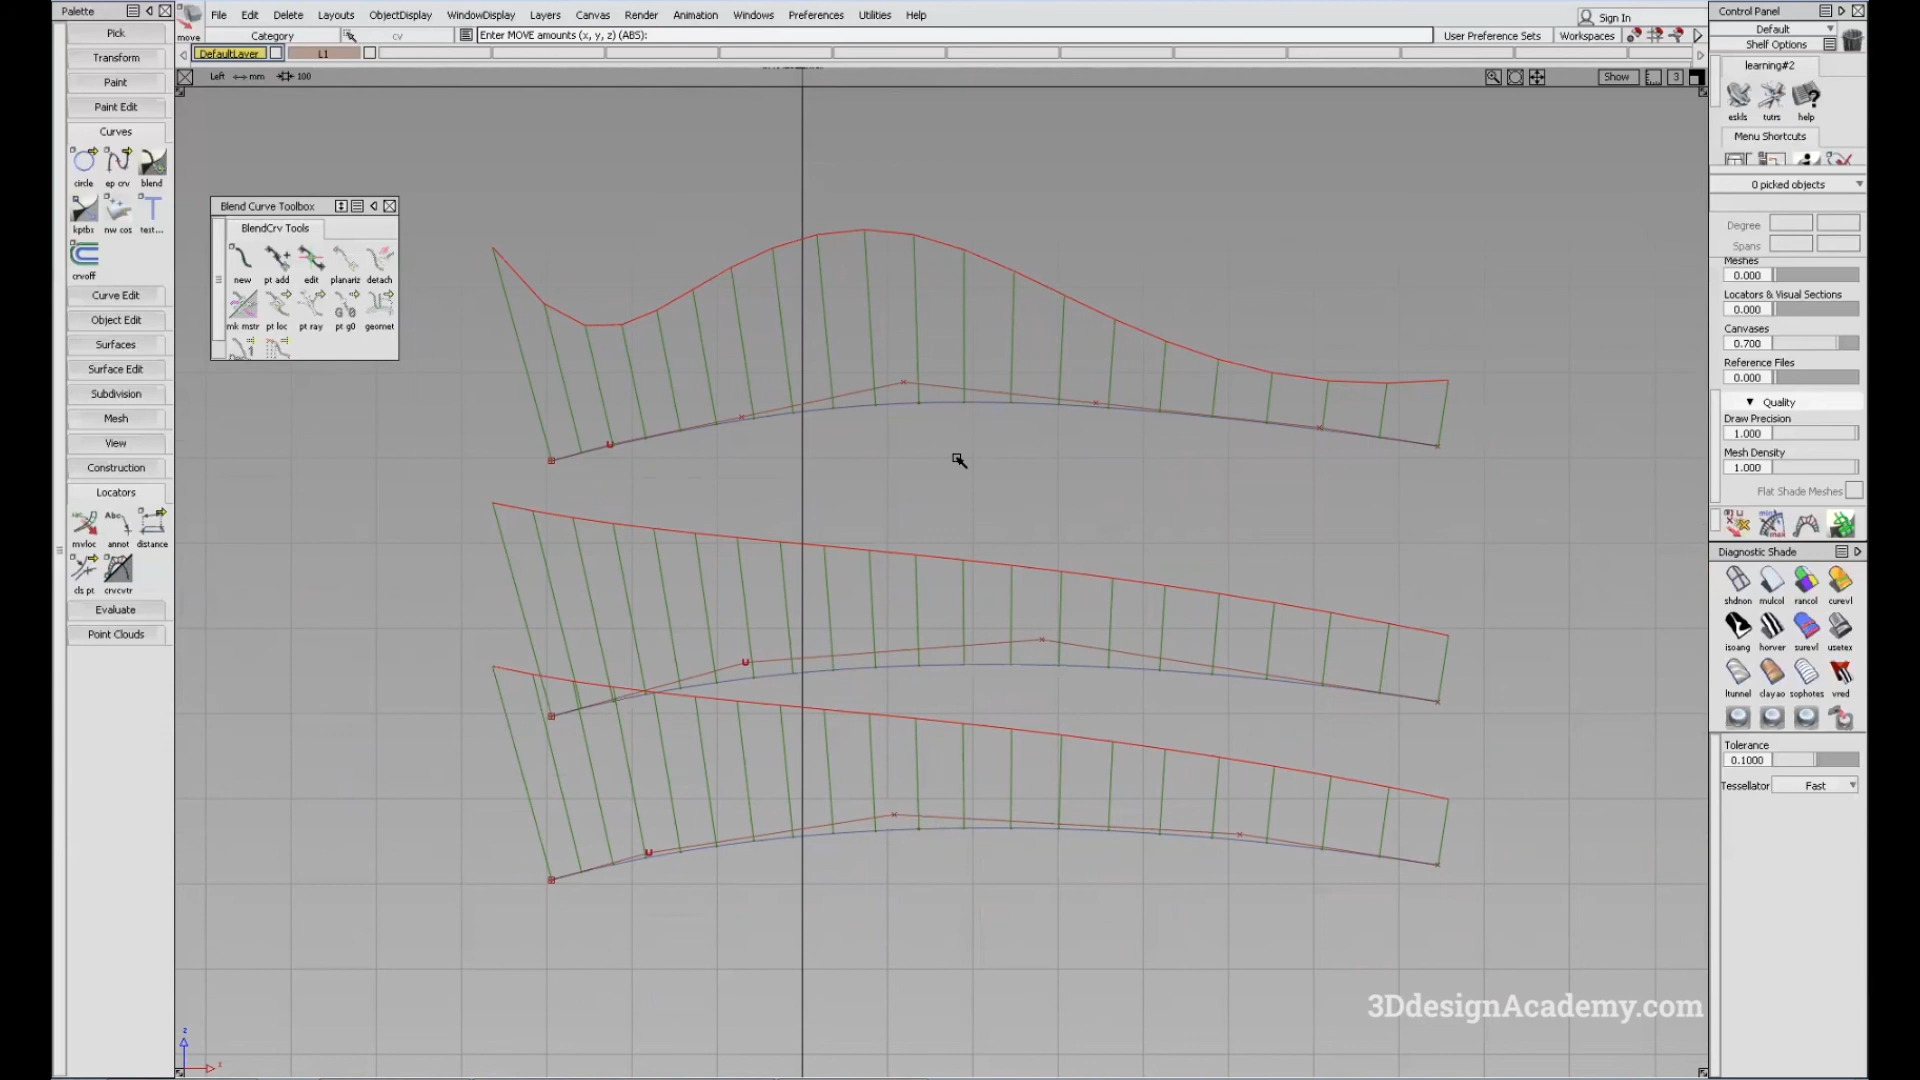 Palette
Pick
Transform
Paint
Paint Edit
Curves
circle
ep crv
blend
kptbx
nw cos
text...
crvoff
Curve Edit
Object Edit
Surfaces
Surface Edit
Subdivision
Mesh
View
Construction
Locators
mvloc
annot
distance
cls pt
crvcvtr
Evaluate
Point Clouds
move
File
Edit
Delete
Layouts
ObjectDisplay
WindowDisplay
Layers
Canvas
Render
Animation
Windows
Preferences
Utilities
Help
Sign In
Category
cv
Enter MOVE amounts (x, y, z) (ABS):
User Preference Sets
Workspaces
DefaultLayer
L1
Left
mm
100
Show
3
Blend Curve Toolbox
BlendCrv Tools
new
pt add
edit
planariz
detach
mk mstr
pt loc
pt ray
pt g0
geomet
3DdesignAcademy.com
Control Panel
Default
Shelf Options
learning#2
eskls
tutrs
help
Menu Shortcuts
0 picked objects
Degree
Spans
Meshes
0.000
Locators & Visual Sections
0.000
Canvases
0.700
Reference Files
0.000
Quality
Draw Precision
1.000
Mesh Density
1.000
Flat Shade Meshes
Diagnostic Shade
shdnon
mulcol
rancol
curevl
isoang
horver
surevl
usetex
ltunnel
clay ao
sophotes
vred
Tolerance
0.1000
Tessellator
Fast